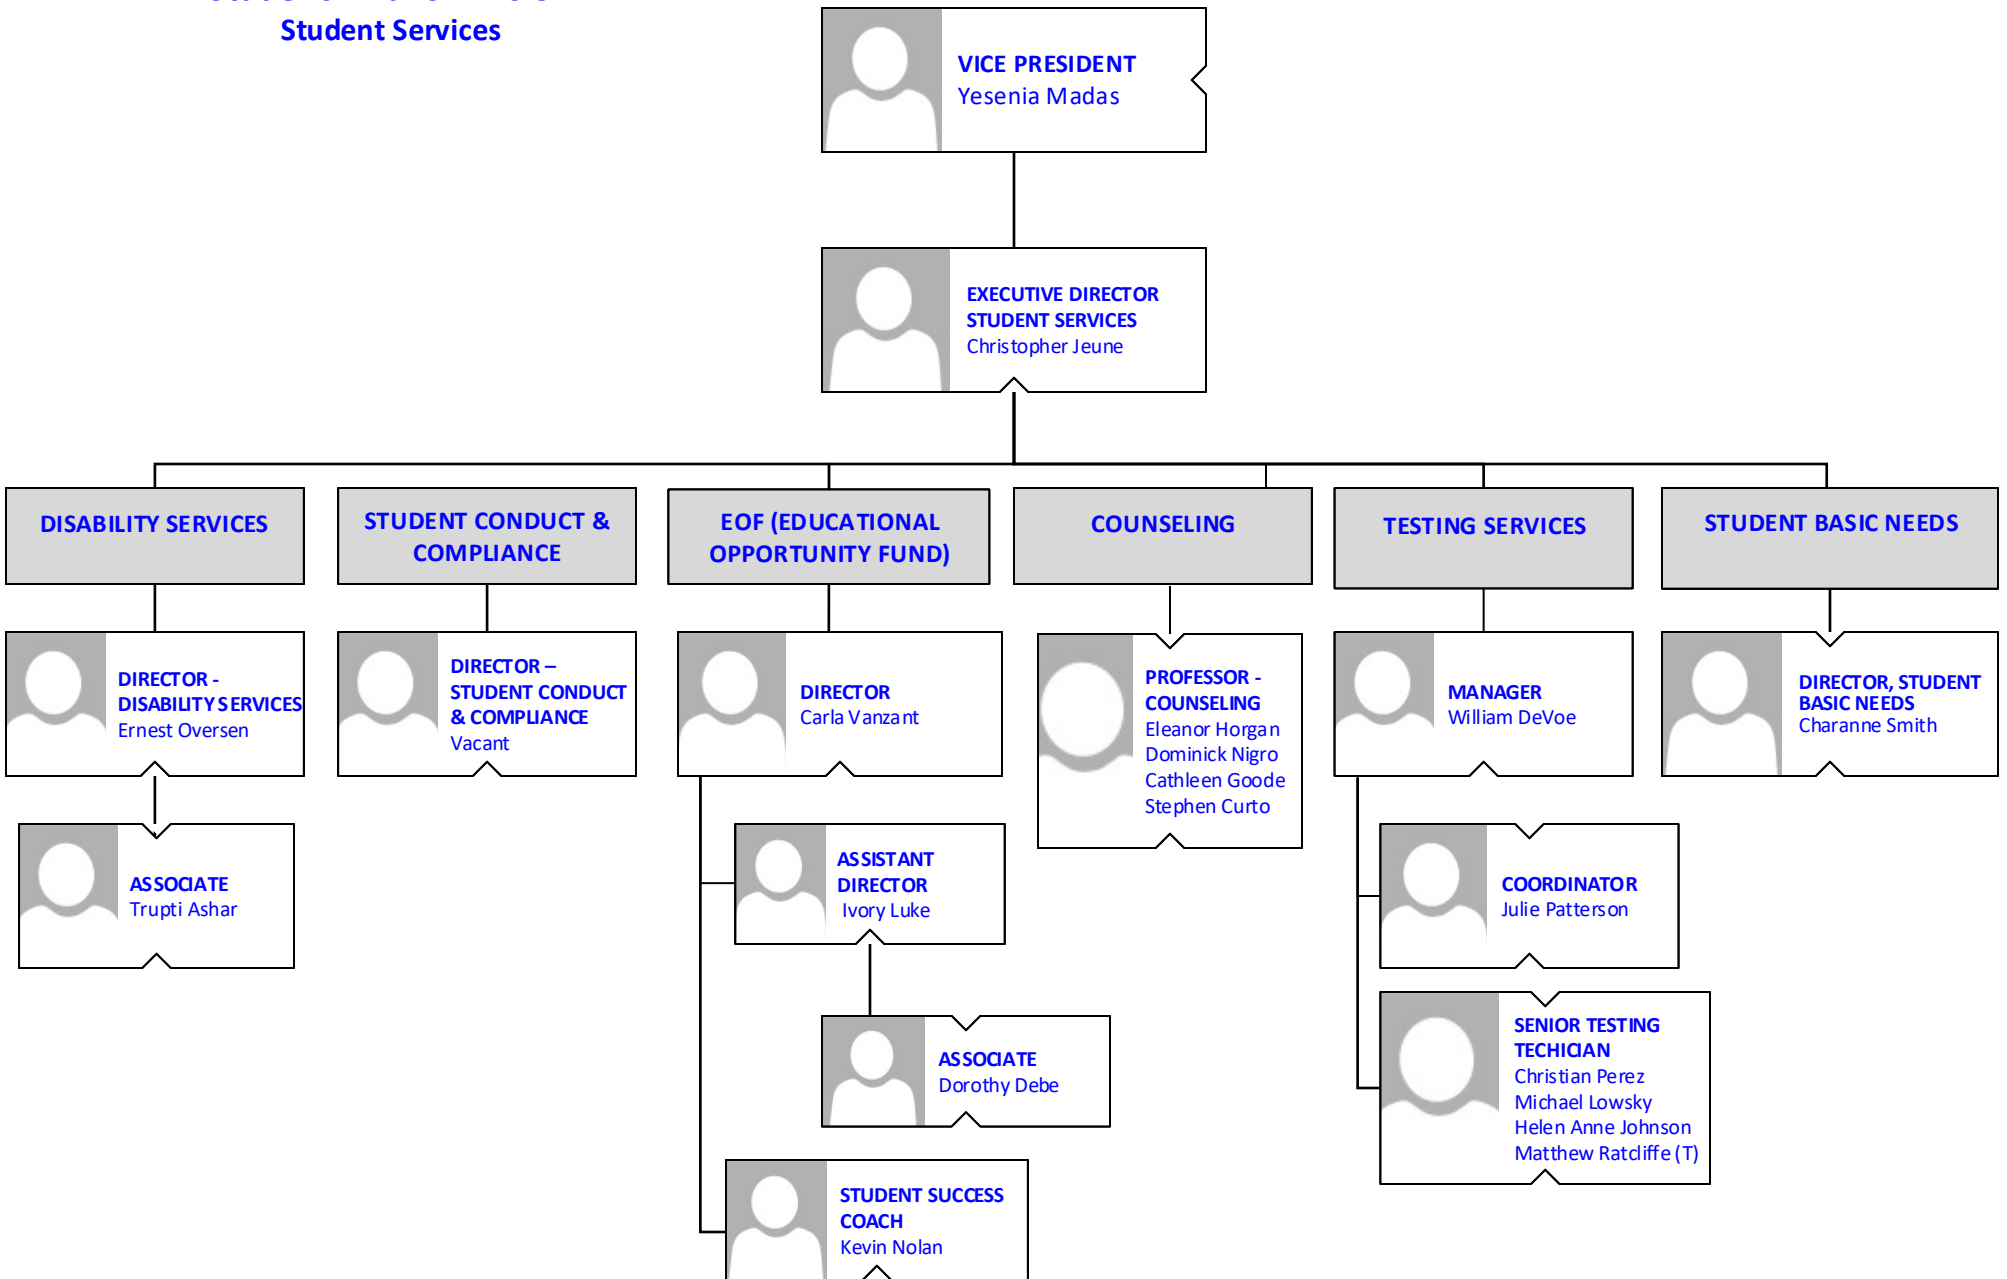 Student Services
VICE PRESIDENT
Yesenia Madas
EXECUTIVE DIRECTOR
STUDENT SERVICES
Christopher Jeune
DISABILITY SERVICES
STUDENT CONDUCT &
COMPLIANCE
EOF (EDUCATIONAL
OPPORTUNITY FUND)
COUNSELING
TESTING SERVICES
STUDENT BASIC NEEDS
DIRECTOR -
DISABILITY SERVICES
Ernest Oversen
DIRECTOR –
STUDENT CONDUCT
& COMPLIANCE
Vacant
DIRECTOR
Carla Vanzant
PROFESSOR -
COUNSELING
Eleanor Horgan
Dominick Nigro
Cathleen Goode
Stephen Curto
MANAGER
William DeVoe
DIRECTOR, STUDENT
BASIC NEEDS
Charanne Smith
ASSOCIATE
Trupti Ashar
ASSISTANT
DIRECTOR
Ivory Luke
COORDINATOR
Julie Patterson
ASSOCIATE
Dorothy Debe
SENIOR TESTING
TECHICIAN
Christian Perez
Michael Lowsky
Helen Anne Johnson
Matthew Ratcliffe (T)
STUDENT SUCCESS
COACH
Kevin Nolan